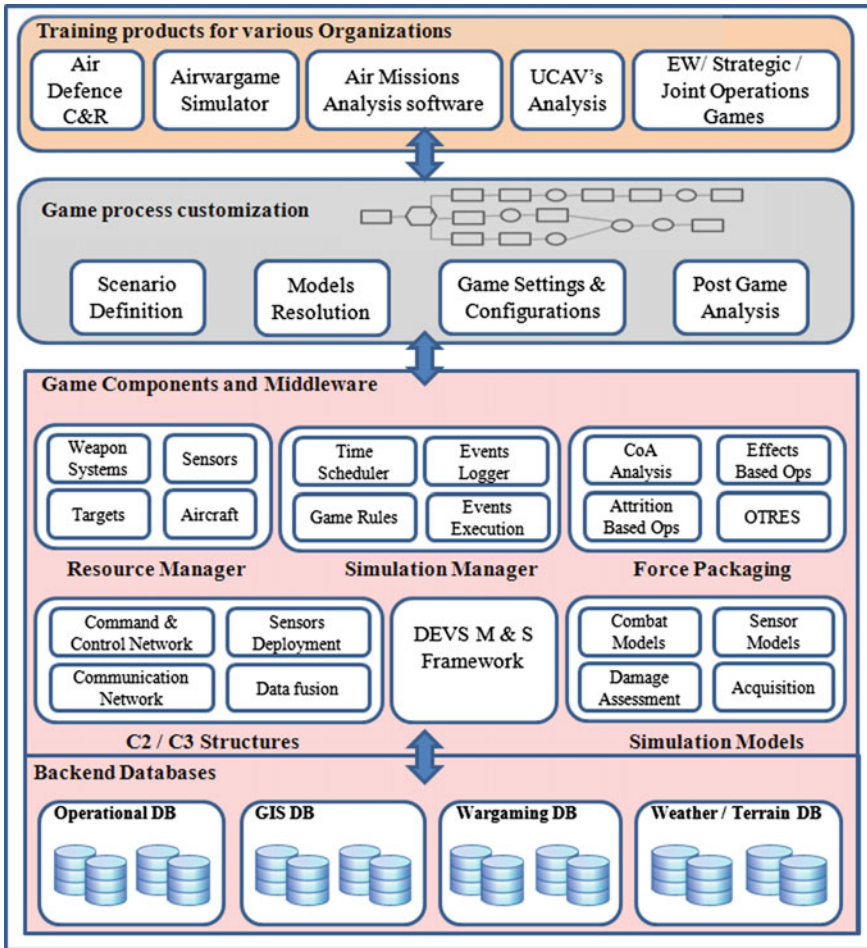 Training products for various Organizations
Air
Defence
C&R
Airwargame
Simulator
Air Missions
Analysis software
UCAV's
Analysis
EW/ Strategic /
Joint Operations
Games
Game process customization
Scenario
Definition
Models
Resolution
Game Settings &
Configurations
Post Game
Analysis
Game Components and Middleware
Weapon
Systems
Sensors
Targets
Aircraft
Resource Manager
Time
Scheduler
Events
Logger
Game Rules
Events
Execution
Simulation Manager
CoA
Analysis
Effects
Based Ops
Attrition
Based Ops
OTRES
Force Packaging
Command &
Control Network
Sensors
Deployment
Communication
Network
Data fusion
C2 / C3 Structures
DEVS M & S
Framework
Combat
Models
Sensor
Models
Damage
Assessment
Acquisition
Simulation Models
Backend Databases
Operational DB
GIS DB
Wargaming DB
Weather / Terrain DB